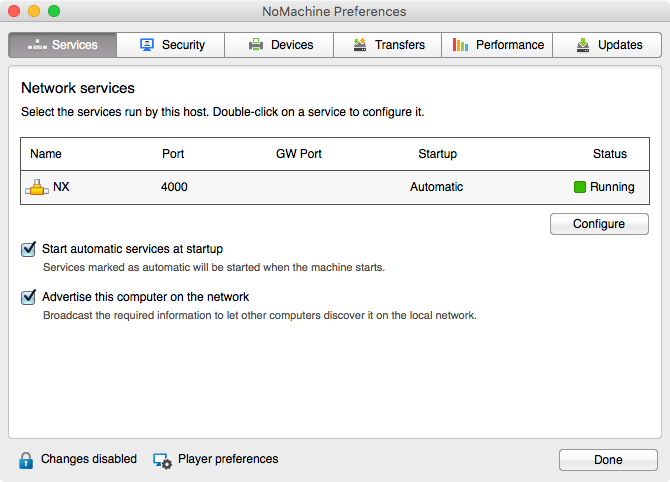 NoMachine Preferences
Services Security Devices Transfers Performance Updates
Network services
Select the services run by this host. Double-click on a service to configure it.
Name Port GW Port Startup Status
NX 4000 Automatic Running
Configure
Start automatic services at startup
Services marked as automatic will be started when the machine starts.
Advertise this computer on the network
Broadcast the required information to let other computers discover it on the local network.
Changes disabled Player preferences Done